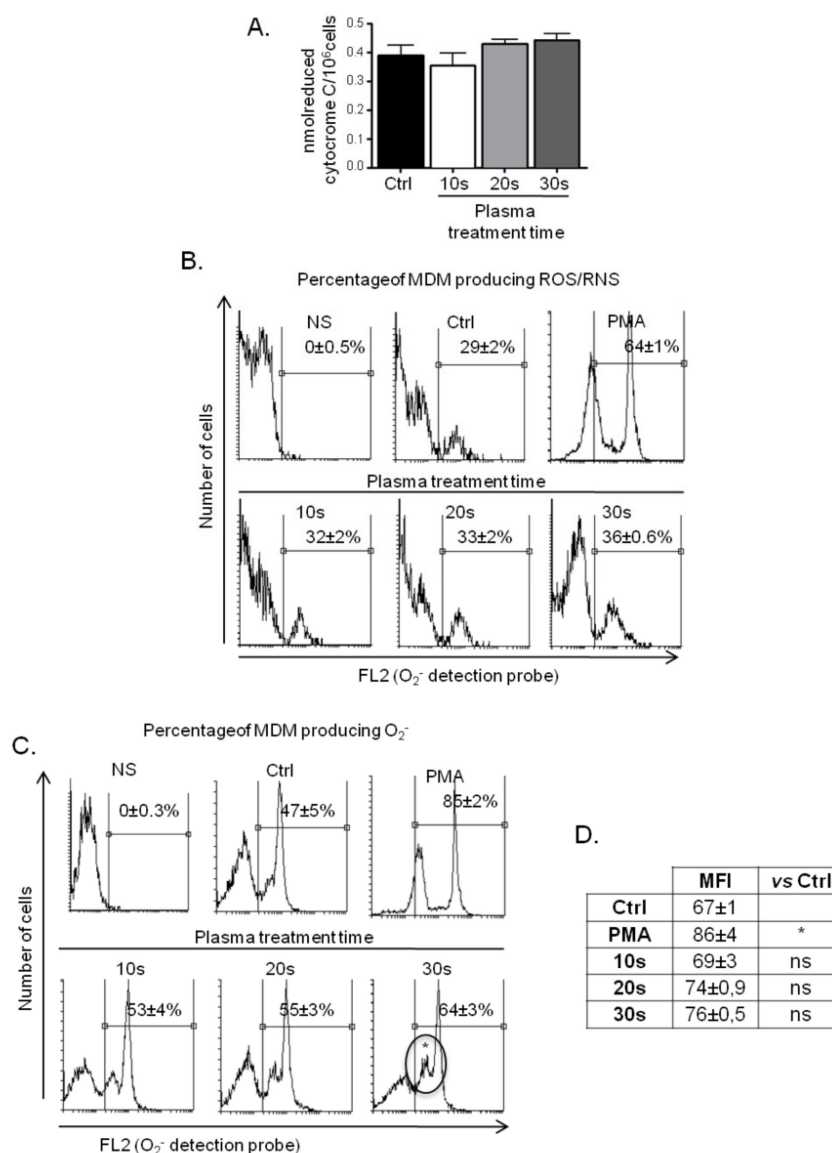 A.
nmolreduced
cytocrome C/10⁶cells
0.5
0.4
0.3
0.2
0.1
0.0
Ctrl 10s 20s 30s
Plasma
treatment time
B.
Percentageof MDM producing ROS/RNS
Number of cells
NS
0±0.5%
Ctrl
29±2%
PMA
64±1%
Plasma treatment time
10s
32±2%
20s
33±2%
30s
36±0.6%
FL2 (O₂⁻ detection probe)
C.
Percentageof MDM producing O₂⁻
Number of cells
NS
0±0.3%
Ctrl
47±5%
PMA
85±2%
Plasma treatment time
10s
53±4%
20s
55±3%
30s
64±3%
*
FL2 (O₂⁻ detection probe)
D.
MFI vs Ctrl
Ctrl 67±1
PMA 86±4 *
10s 69±3 ns
20s 74±0,9 ns
30s 76±0,5 ns